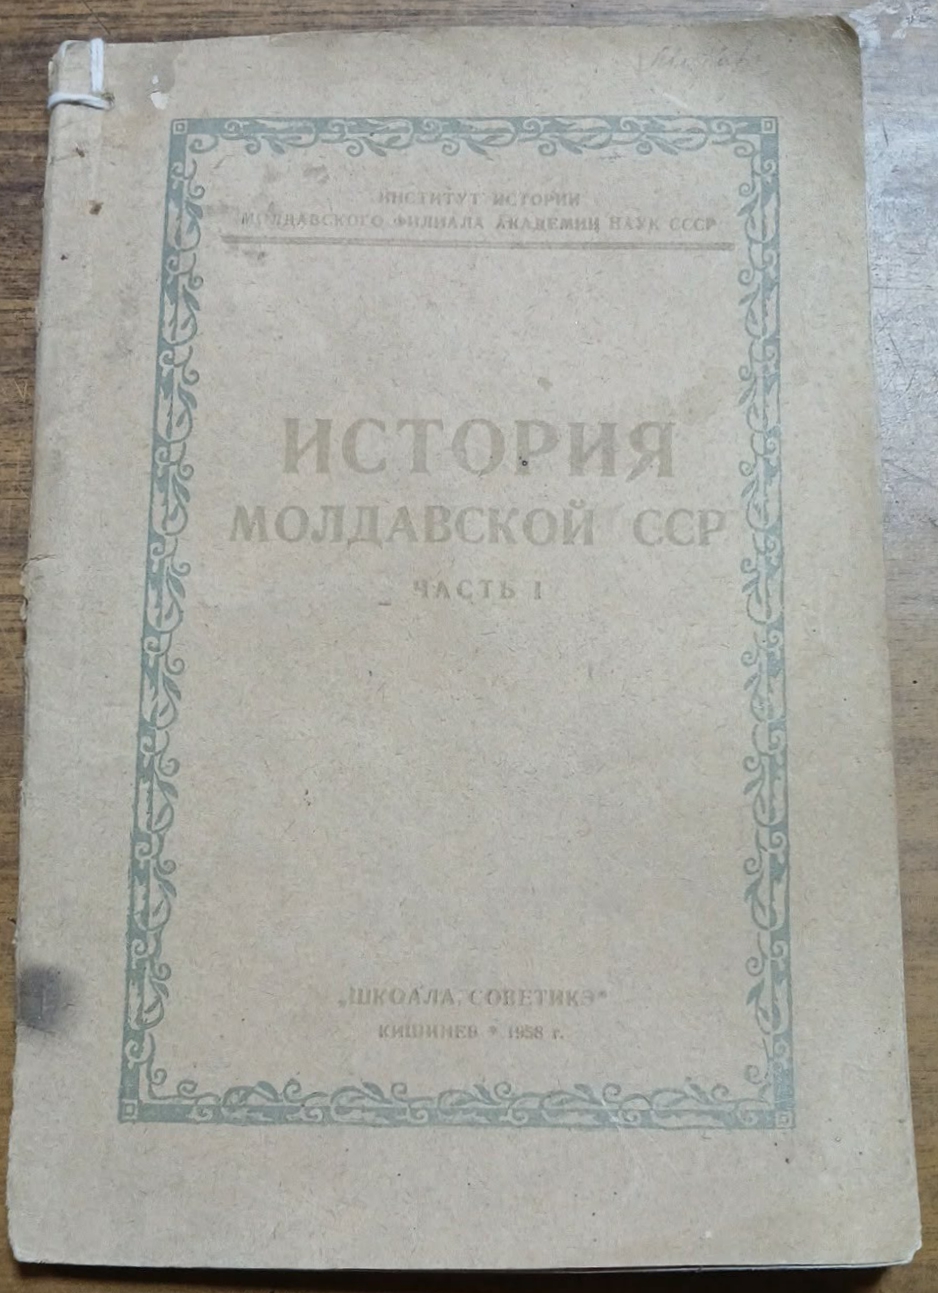 ИНСТИТУТ ИСТОРИИ
МОЛДАВСКОГО ФИЛИАЛА АКАДЕМИИ НАУК СССР
ИСТОРИЯ
МОЛДАВСКОЙ ССР
ЧАСТЬ I
„ШКОАЛА СОВЕТИКЭ“
КИШИНЕВ * 1958 г.